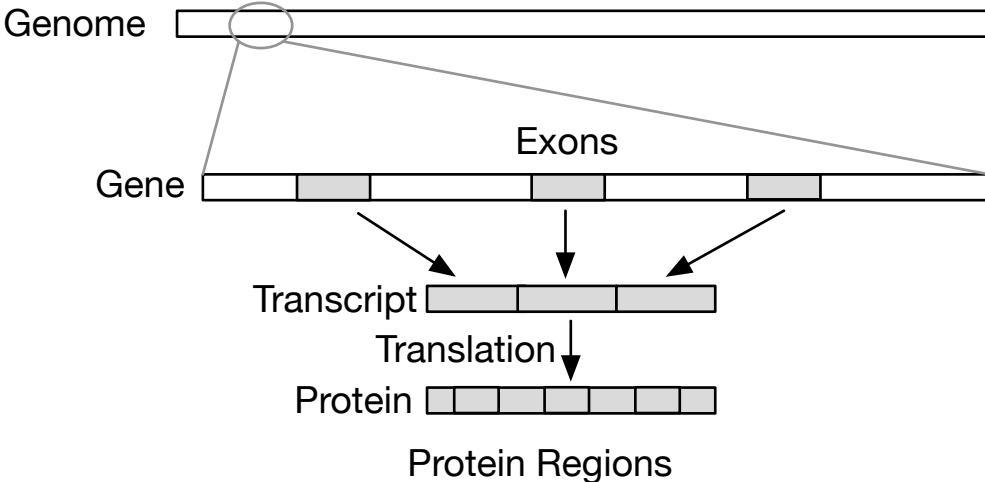 Genome
Exons
Gene
Transcript
Translation
Protein
Protein Regions